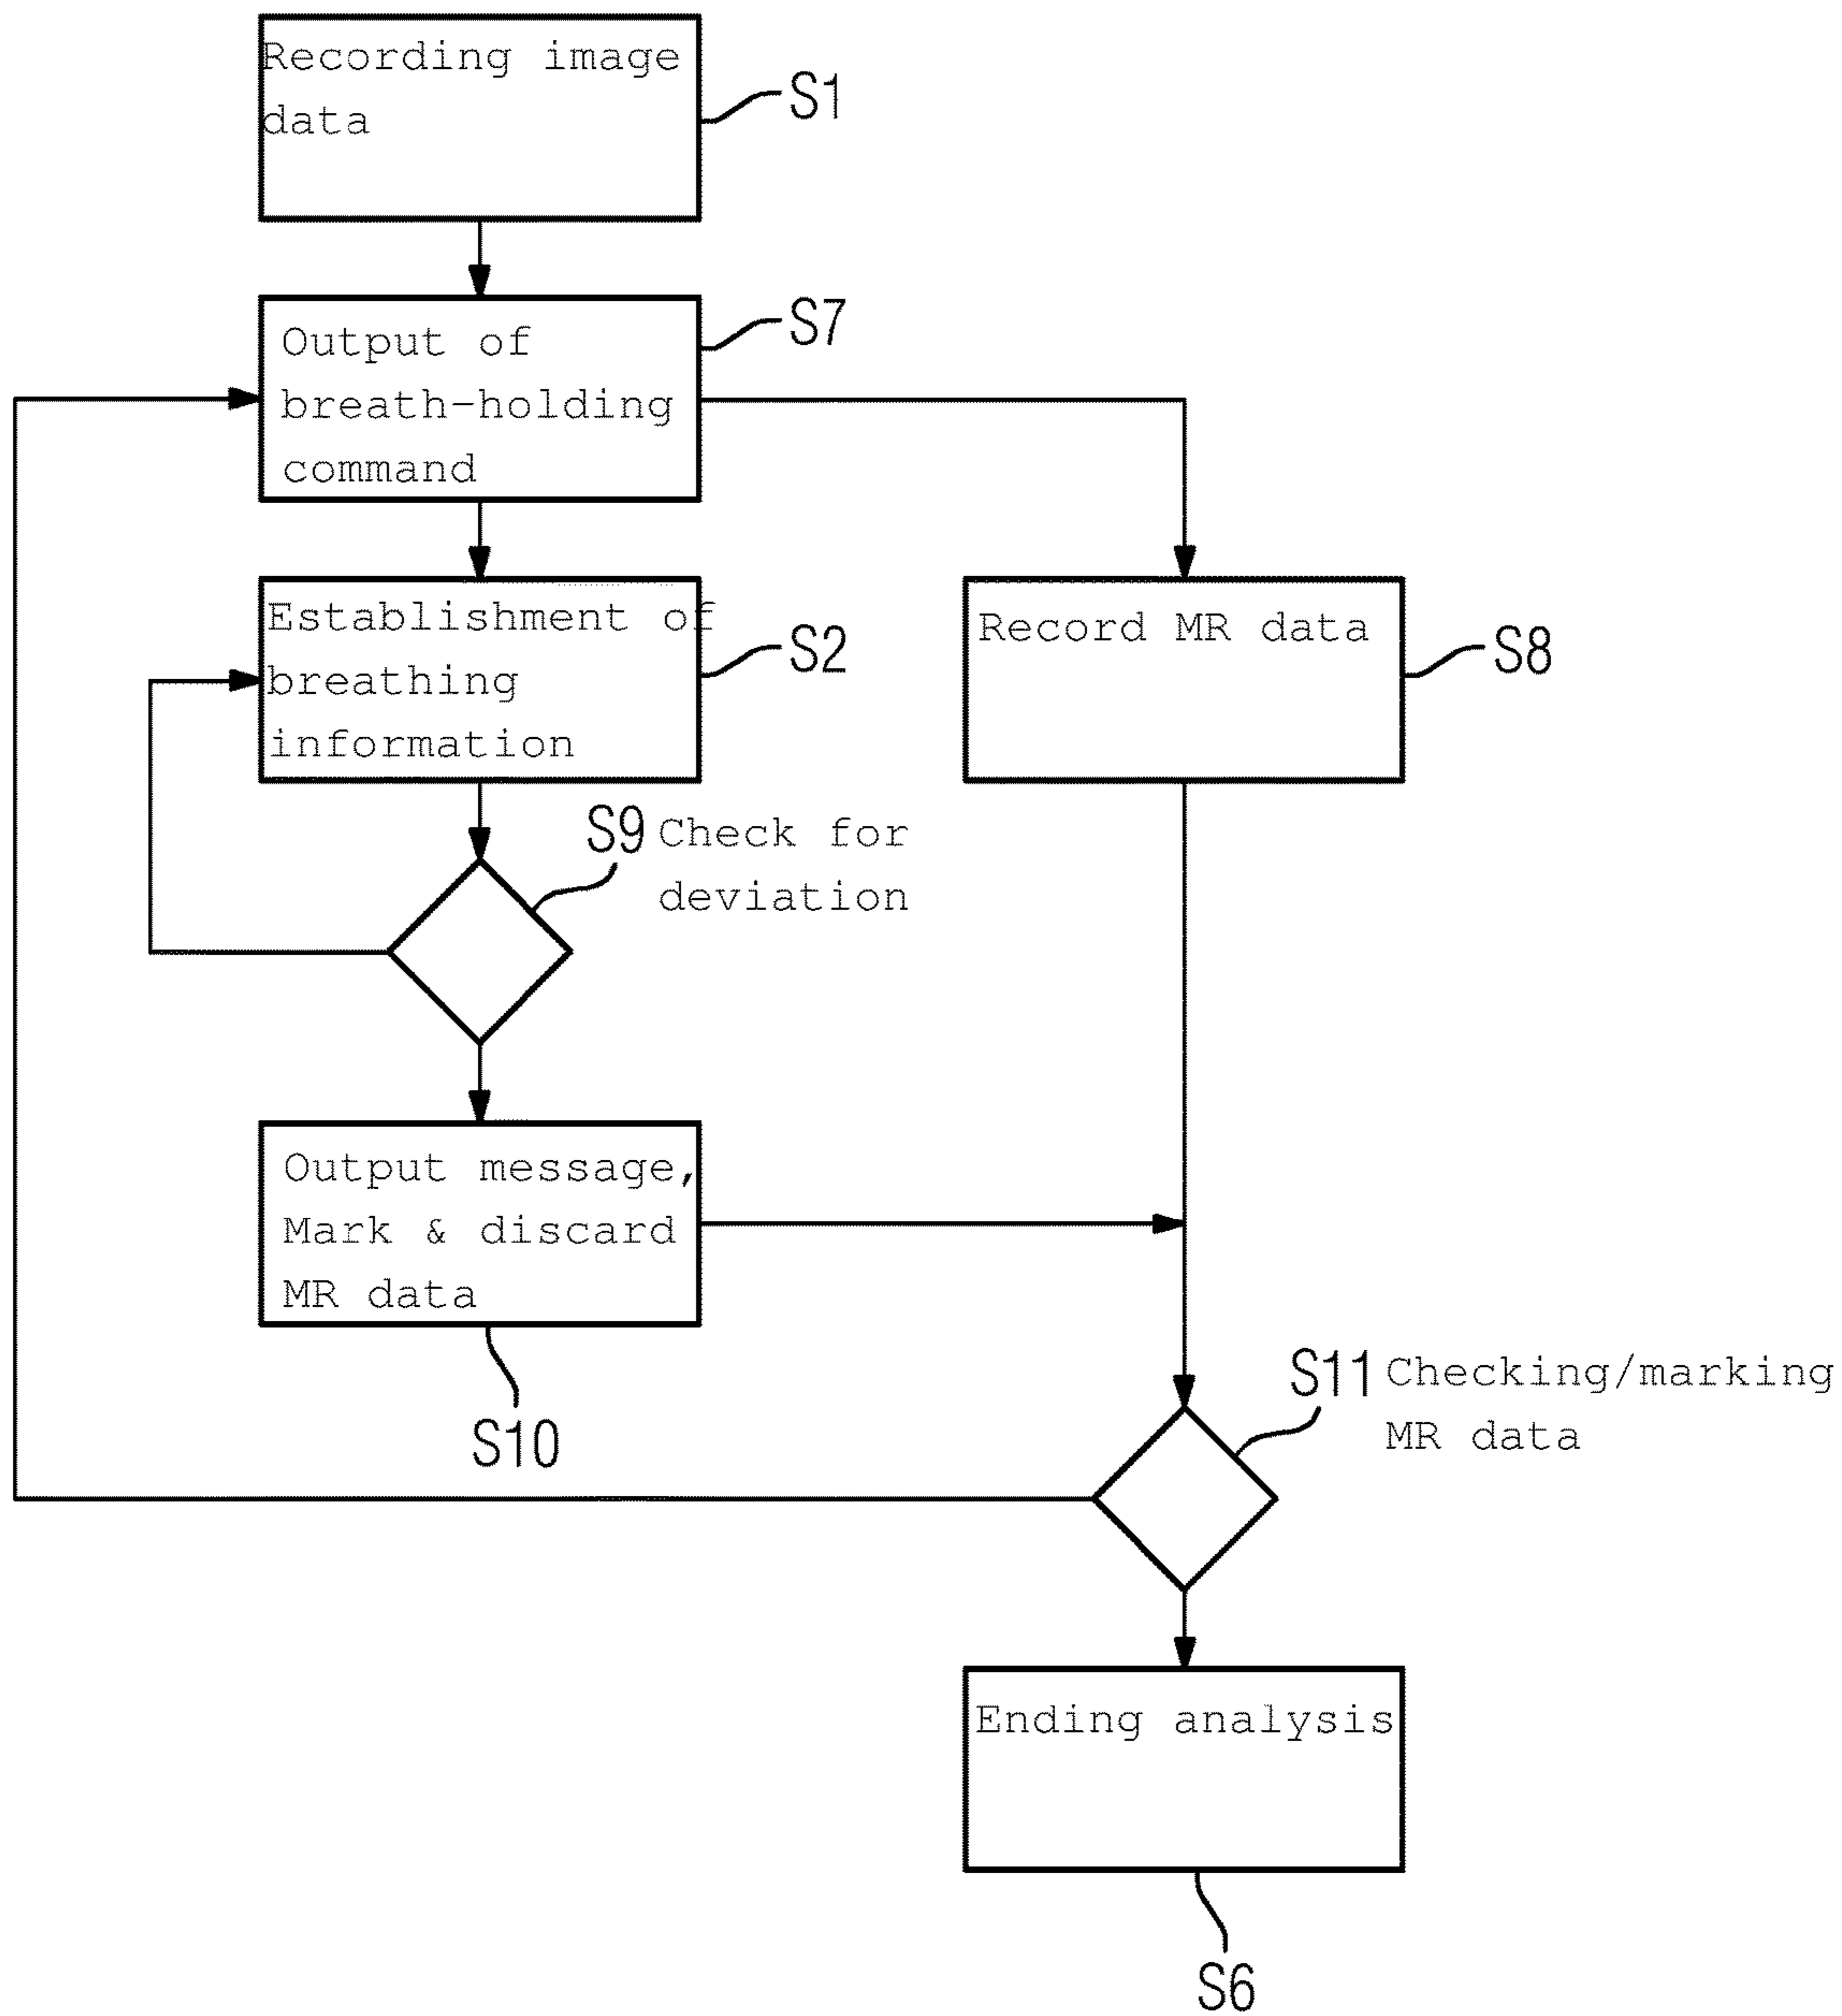 Recording image
data
S1
Output of
breath-holding
command
S7
Establishment of
breathing
information
S2
Record MR data
S8
S9 Check for
deviation
Output message,
Mark & discard
MR data
S10
S11 Checking/marking
MR data
Ending analysis
S6